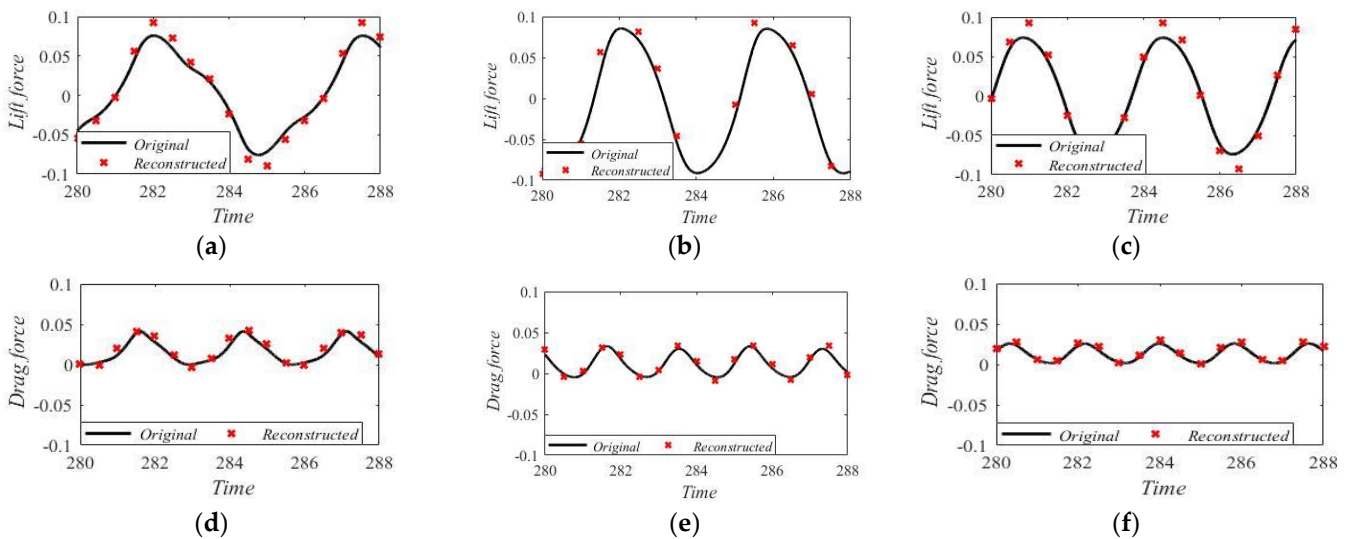 0.1
0.05
0
-0.05
-0.1
Lift force
Original
Reconstructed
280 282 284 286 288
Time
(a)
0.1
0.05
0
-0.05
-0.1
Lift force
Original
Reconstructed
280 282 284 286 288
Time
(b)
0.1
0.05
0
-0.05
-0.1
Lift force
Original
Reconstructed
280 282 284 286 288
Time
(c)
0.1
0.05
0
-0.05
-0.1
Drag force
Original Reconstructed
280 282 284 286 288
Time
(d)
0.1
0.05
0
-0.05
-0.1
Drag force
Original Reconstructed
280 282 284 286 288
Time
(e)
0.1
0.05
0
-0.05
-0.1
Drag force
Original Reconstructed
280 282 284 286 288
Time
(f)